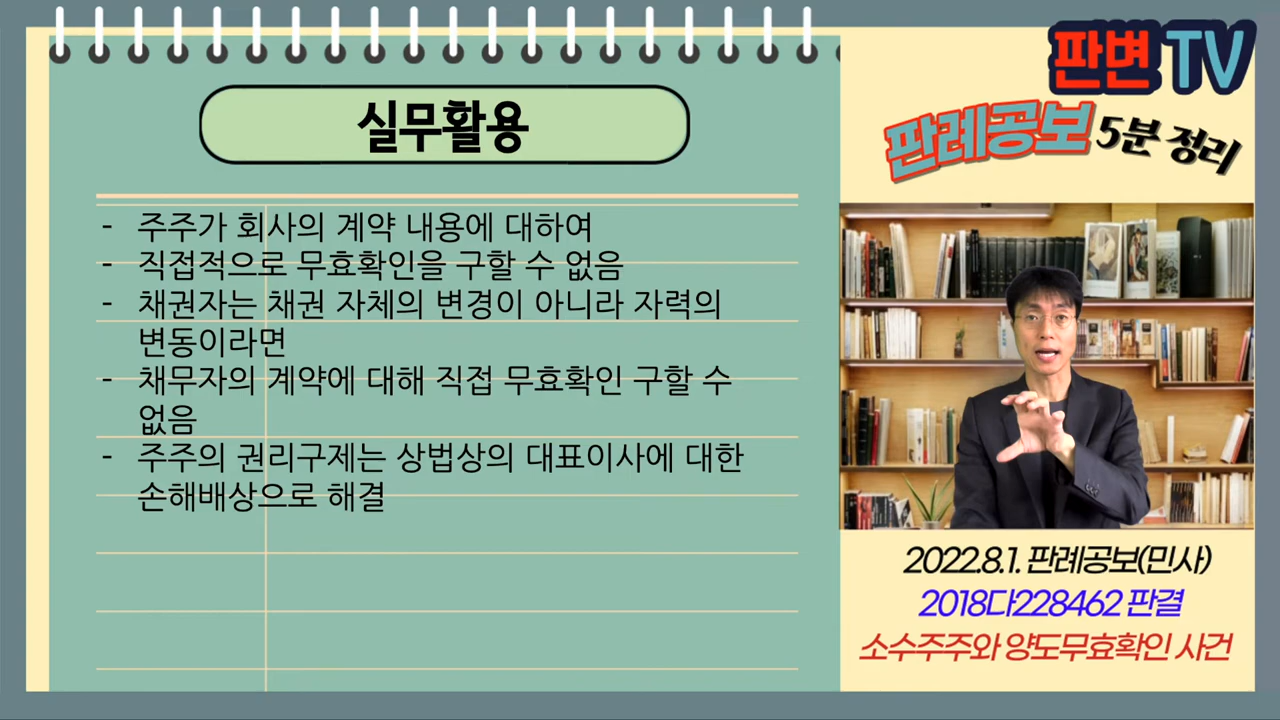 실무활용
- 주주가 회사의 계약 내용에 대하여
- 직접적으로 무효확인을 구할 수 없음
- 채권자는 채권 자체의 변경이 아니라 자력의
변동이라면
- 채무자의 계약에 대해 직접 무효확인 구할 수
없음
- 주주의 권리구제는 상법상의 대표이사에 대한
손해배상으로 해결
판변 TV
판례공보 5분 정리
2022.8.1. 판례공보(민사)
2018다228462 판결
소수주주와 양도무효확인 사건